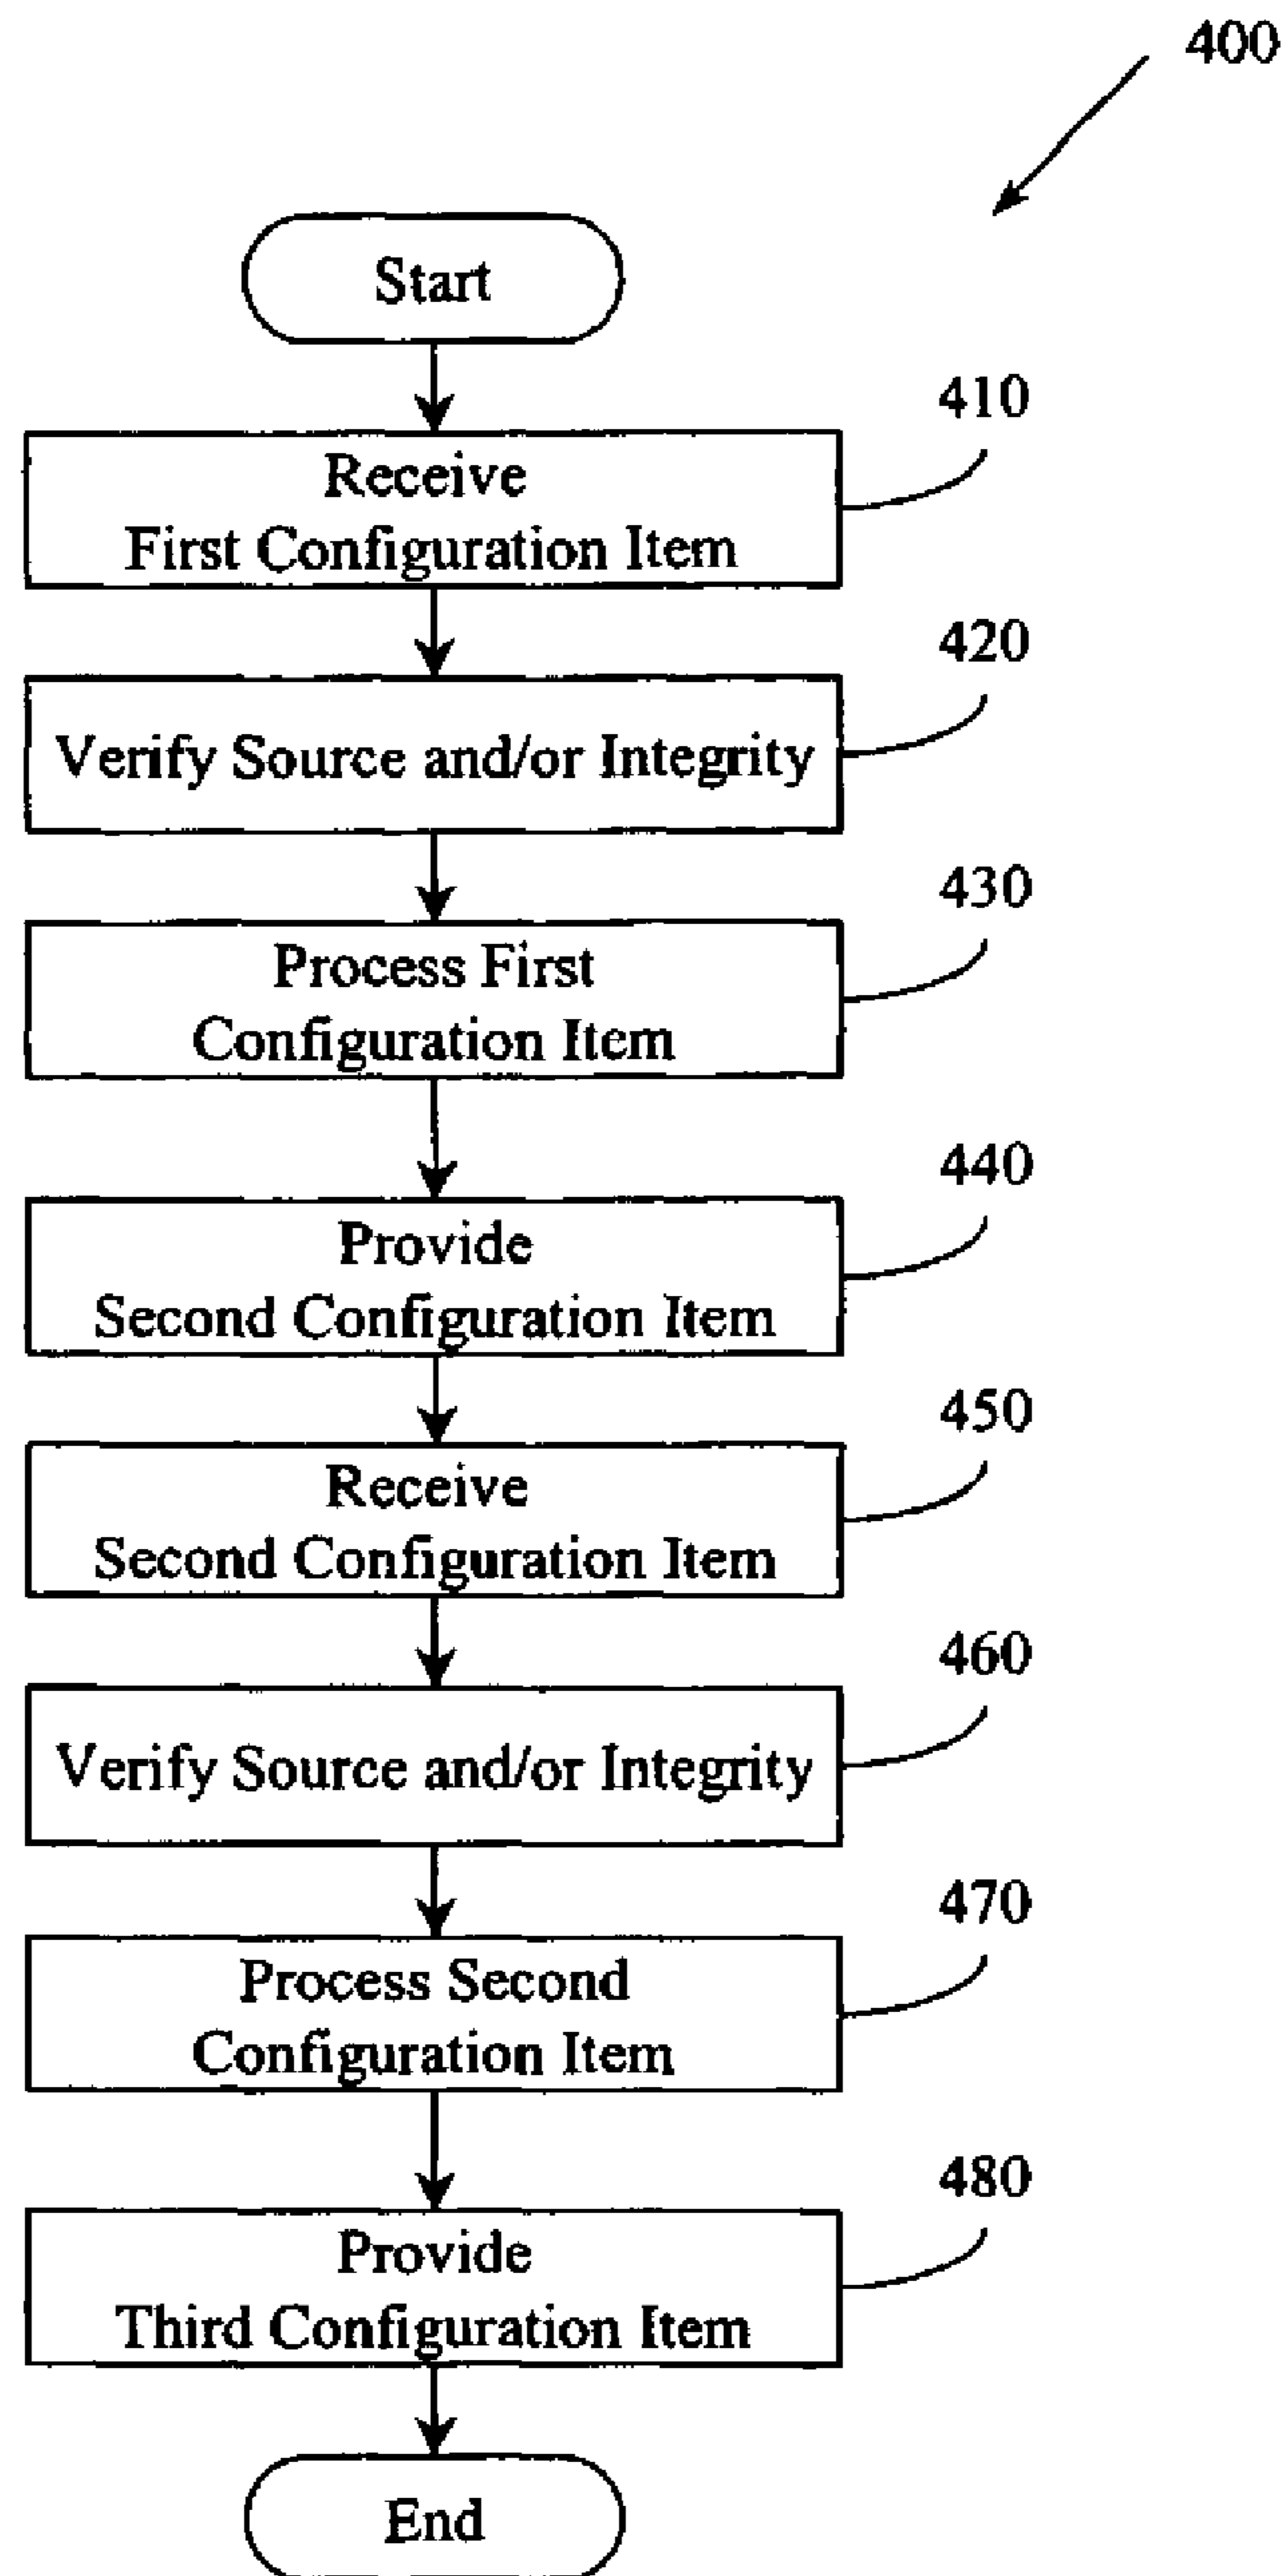 400
Start
410
Receive
First Configuration Item
420
Verify Source and/or Integrity
430
Process First
Configuration Item
440
Provide
Second Configuration Item
450
Receive
Second Configuration Item
460
Verify Source and/or Integrity
470
Process Second
Configuration Item
480
Provide
Third Configuration Item
End